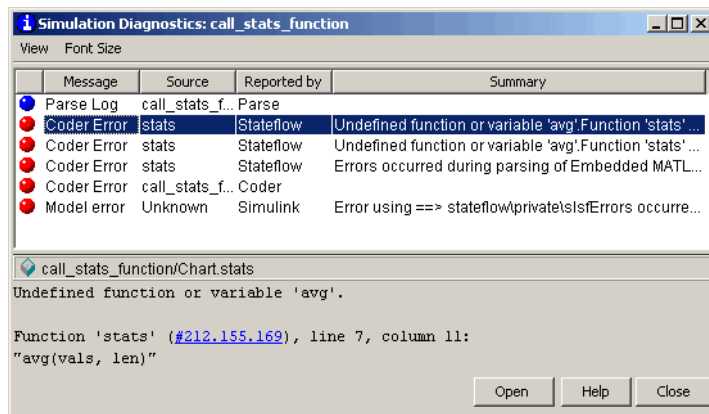 Simulation Diagnostics: call_stats_function
View Font Size
Message Source Reported by Summary
Parse Log call_stats_f... Parse
Coder Error stats Stateflow Undefined function or variable 'avg'.Function 'stats' ...
Coder Error stats Stateflow Undefined function or variable 'avg'.Function 'stats' ...
Coder Error stats Stateflow Errors occurred during parsing of Embedded MATL...
Coder Error call_stats_f... Coder
Model error Unknown Simulink Error using ==> stateflow\private\slsfErrors occurre...
call_stats_function/Chart.stats
Undefined function or variable 'avg'.
Function 'stats' (#212.155.169), line 7, column 11:
"avg(vals, len)"
Open Help Close